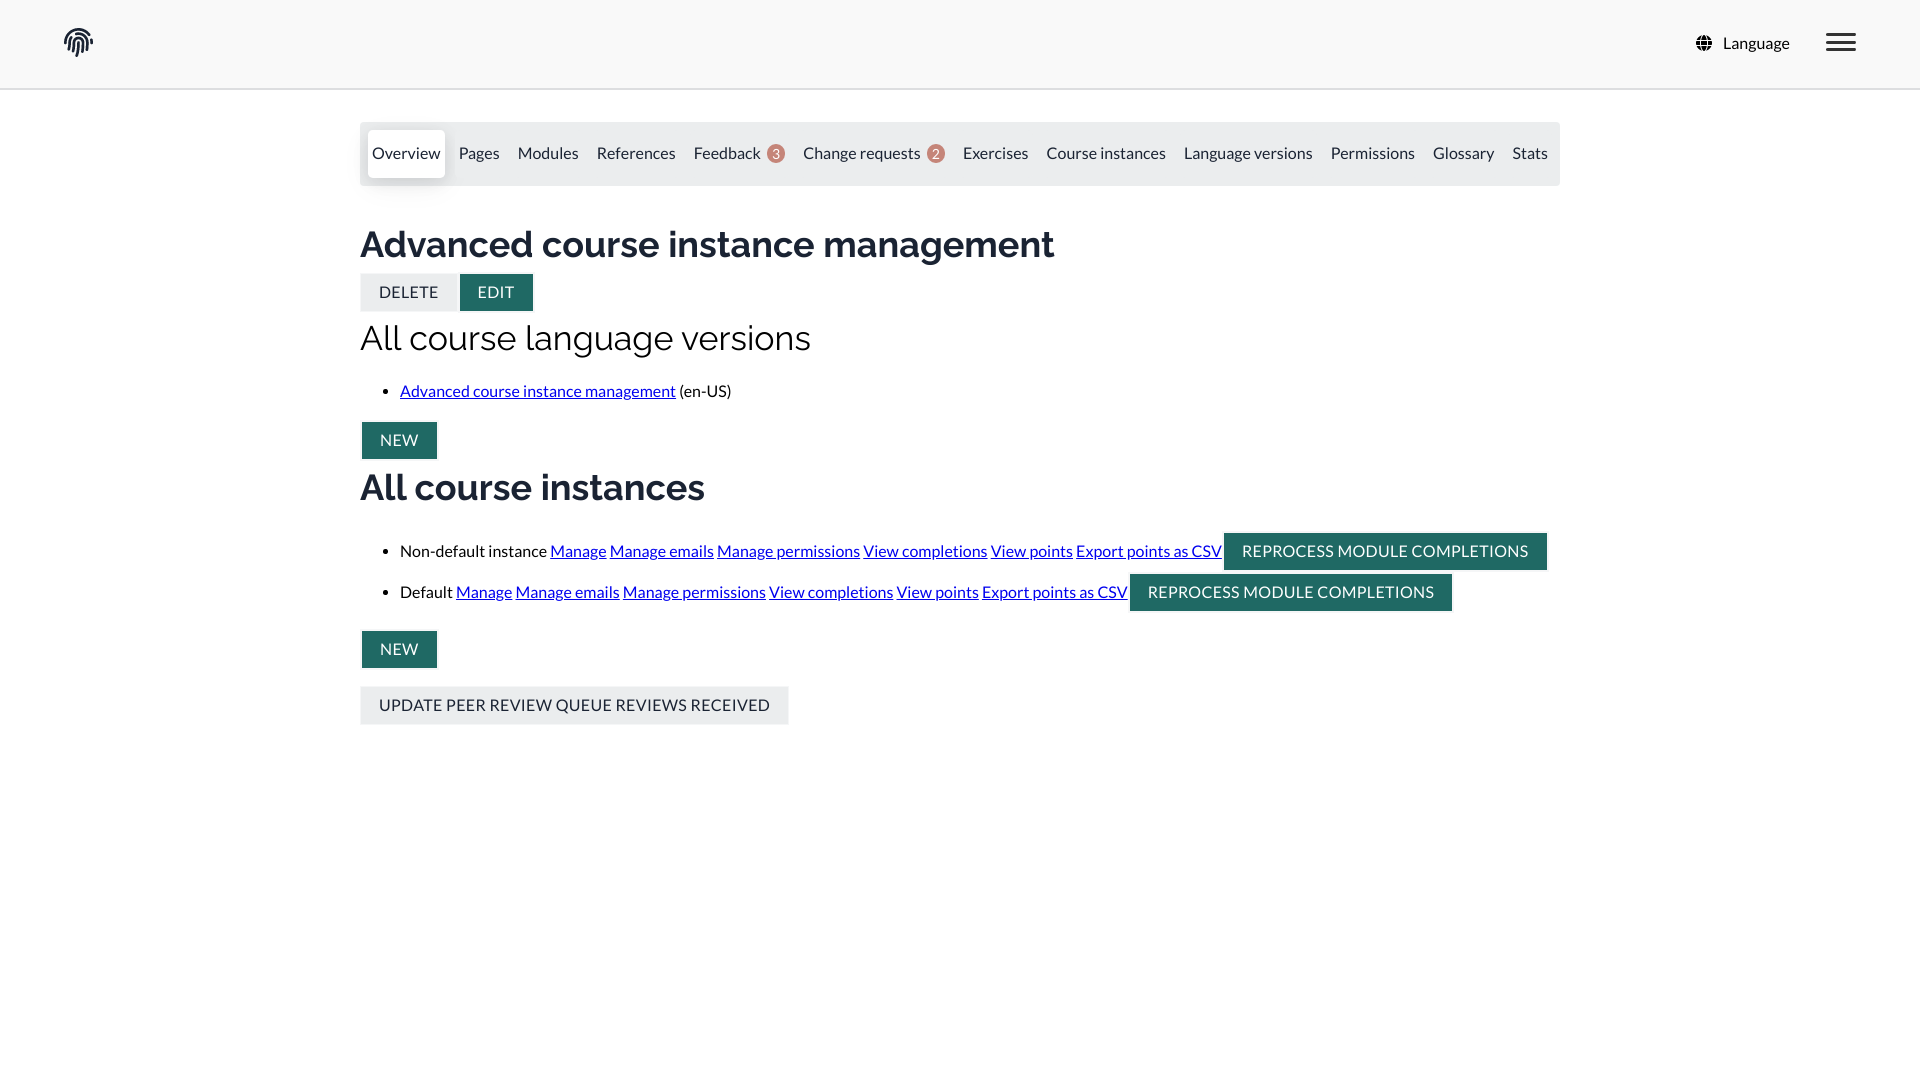 Language
Overview Pages Modules References Feedback 3 Change requests 2 Exercises Course instances Language versions Permissions Glossary Stats
Advanced course instance management
DELETE EDIT
All course language versions
Advanced course instance management (en-US)
NEW
All course instances
Non-default instance Manage Manage emails Manage permissions View completions View points Export points as CSV REPROCESS MODULE COMPLETIONS
Default Manage Manage emails Manage permissions View completions View points Export points as CSV REPROCESS MODULE COMPLETIONS
NEW
UPDATE PEER REVIEW QUEUE REVIEWS RECEIVED